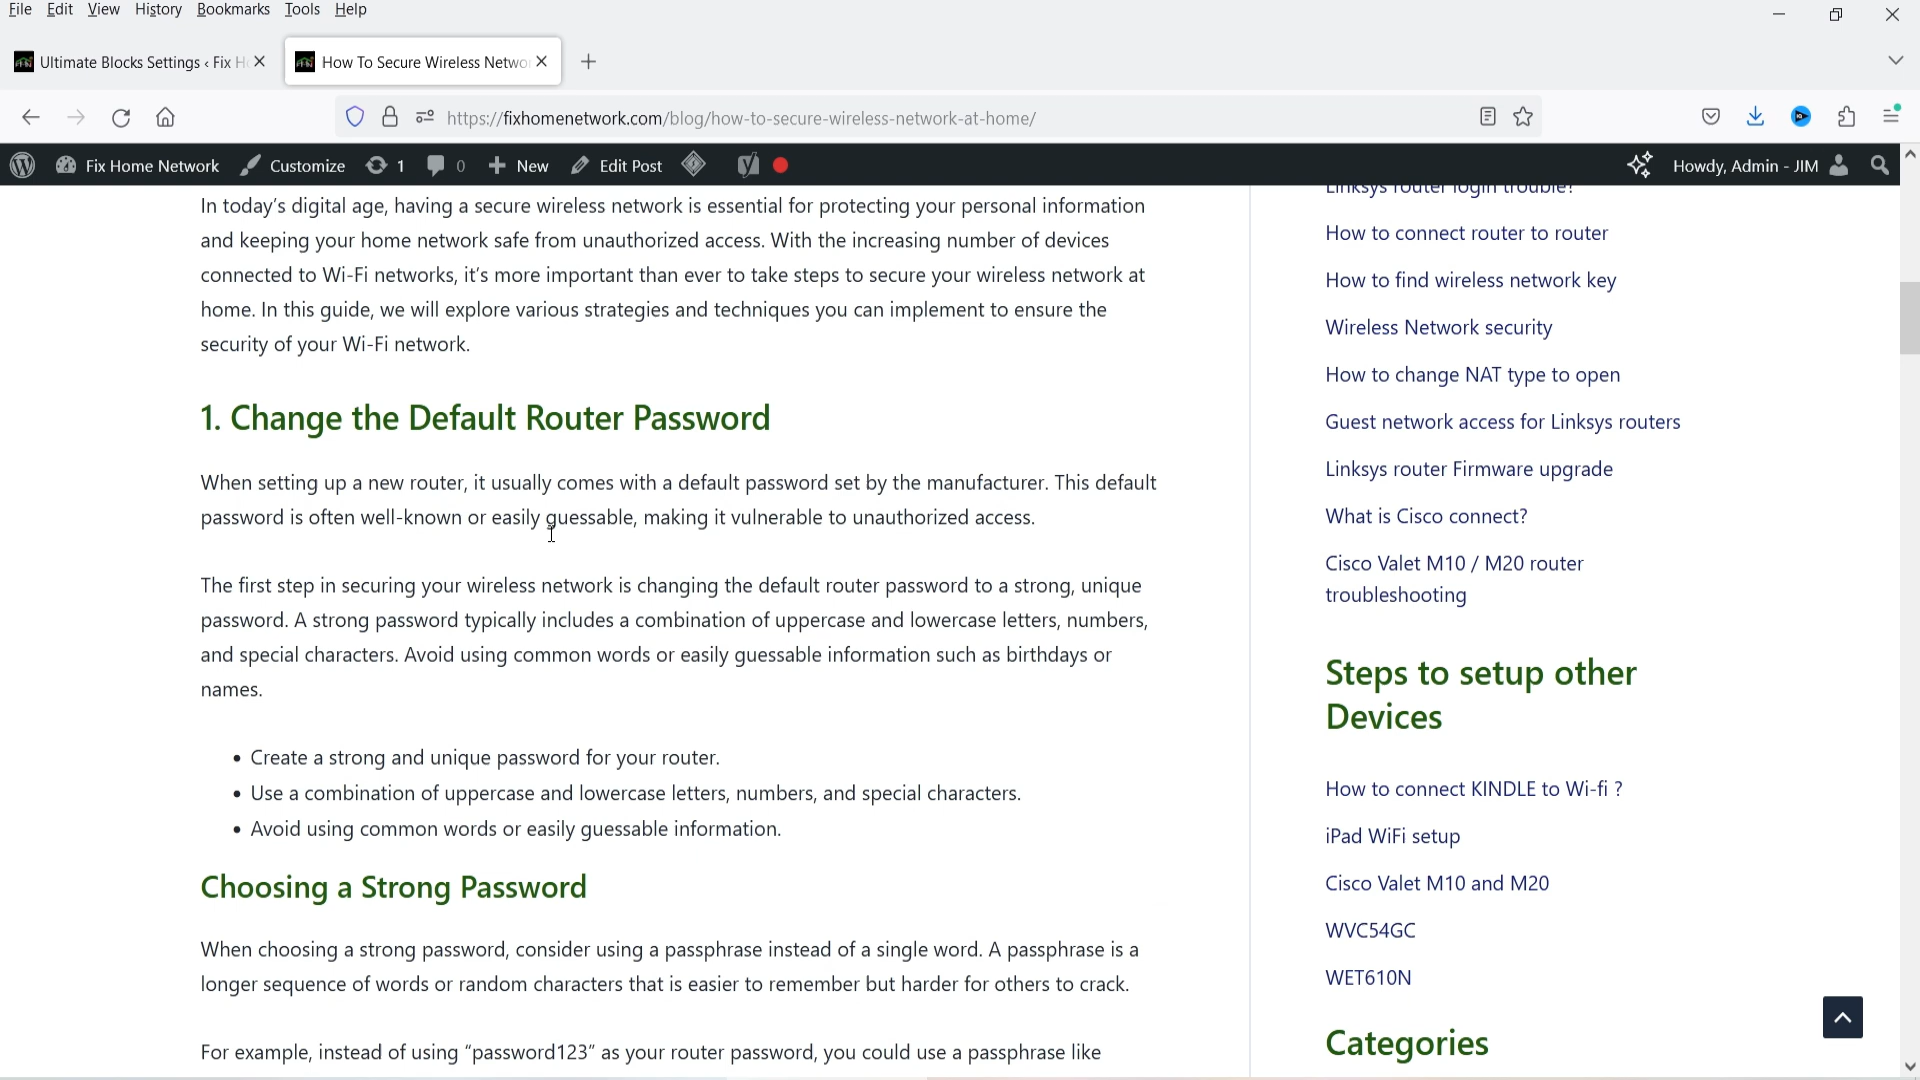 File Edit View History Bookmarks Tools Help
Ultimate Blocks Settings ‹ Fix H
How To Secure Wireless Netwo
https://fixhomenetwork.com/blog/how-to-secure-wireless-network-at-home/
Fix Home Network Customize 1 0 New Edit Post Howdy, Admin - JIM
In today’s digital age, having a secure wireless network is essential for protecting your personal information
and keeping your home network safe from unauthorized access. With the increasing number of devices
connected to Wi-Fi networks, it’s more important than ever to take steps to secure your wireless network at
home. In this guide, we will explore various strategies and techniques you can implement to ensure the
security of your Wi-Fi network.
1. Change the Default Router Password
When setting up a new router, it usually comes with a default password set by the manufacturer. This default
password is often well-known or easily guessable, making it vulnerable to unauthorized access.
The first step in securing your wireless network is changing the default router password to a strong, unique
password. A strong password typically includes a combination of uppercase and lowercase letters, numbers,
and special characters. Avoid using common words or easily guessable information such as birthdays or
names.
• Create a strong and unique password for your router.
• Use a combination of uppercase and lowercase letters, numbers, and special characters.
• Avoid using common words or easily guessable information.
Choosing a Strong Password
When choosing a strong password, consider using a passphrase instead of a single word. A passphrase is a
longer sequence of words or random characters that is easier to remember but harder for others to crack.
For example, instead of using “password123” as your router password, you could use a passphrase like
Linksys router login trouble?
How to connect router to router
How to find wireless network key
Wireless Network security
How to change NAT type to open
Guest network access for Linksys routers
Linksys router Firmware upgrade
What is Cisco connect?
Cisco Valet M10 / M20 router
troubleshooting
Steps to setup other
Devices
How to connect KINDLE to Wi-fi ?
iPad WiFi setup
Cisco Valet M10 and M20
WVC54GC
WET610N
Categories